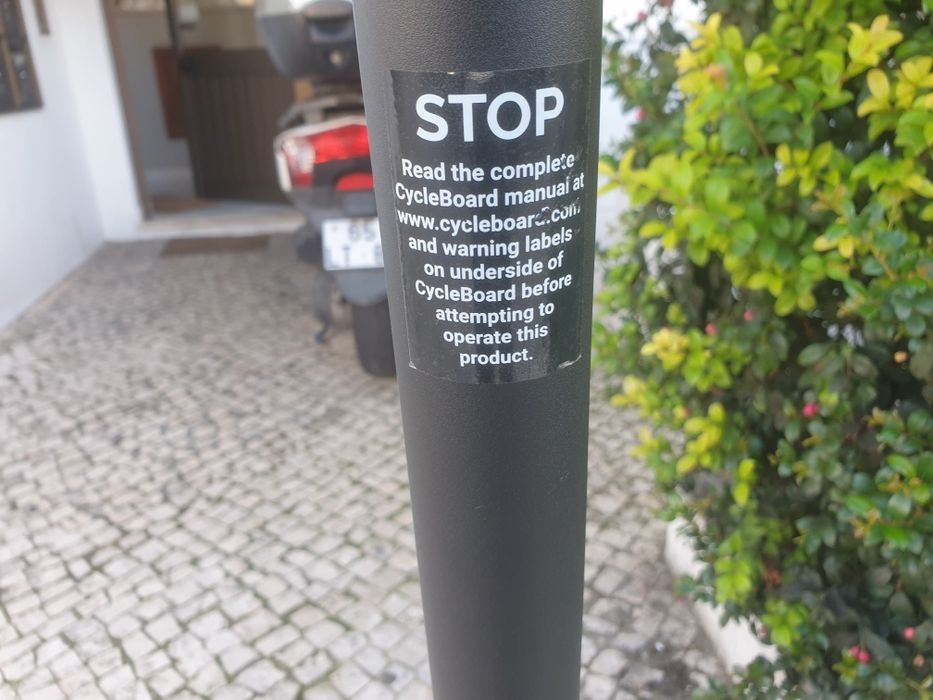 STOP
Read the complete
CycleBoard manual at
www.cycleboard.com
and warning labels
on underside of
CycleBoard before
attempting to
operate this
product.
65